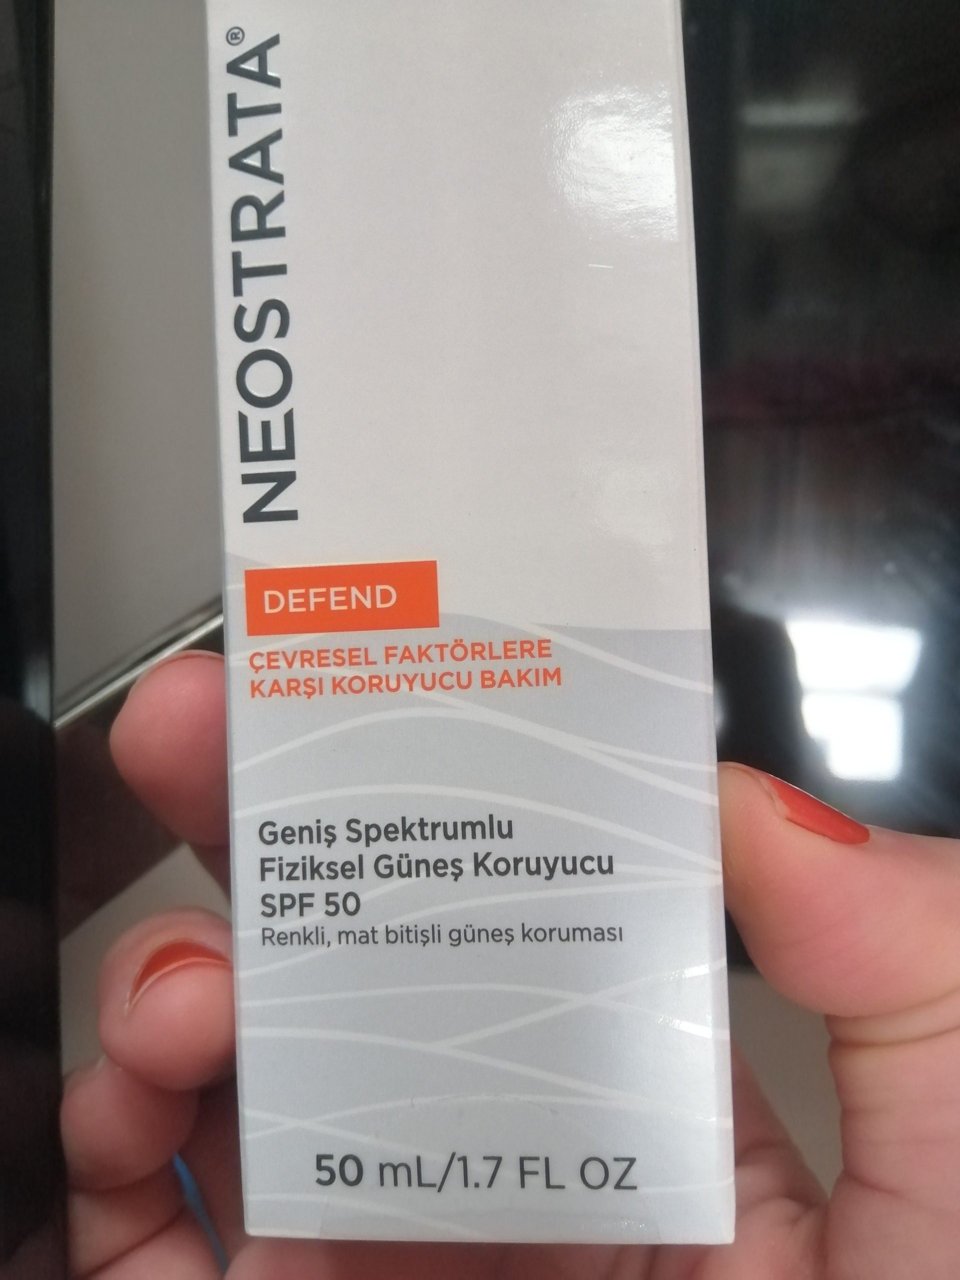 NEOSTRATA®
DEFEND
ÇEVRESEL FAKTÖRLERE
KARŞI KORUYUCU BAKIM
Geniş Spektrumlu
Fiziksel Güneş Koruyucu
SPF 50
Renkli, mat bitişli güneş koruması
50 mL/1.7 FL OZ